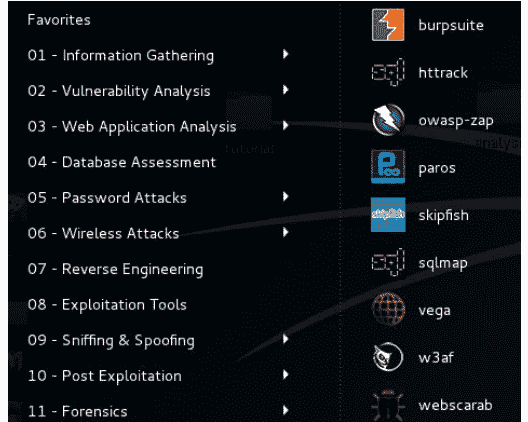 Favorites
01 - Information Gathering
02 - Vulnerability Analysis
03 - Web Application Analysis
04 - Database Assessment
05 - Password Attacks
06 - Wireless Attacks
07 - Reverse Engineering
08 - Exploitation Tools
09 - Sniffing & Spoofing
10 - Post Exploitation
11 - Forensics
burpsuite
httrack
owasp-zap
paros
skipfish
sqlmap
vega
w3af
webscarab